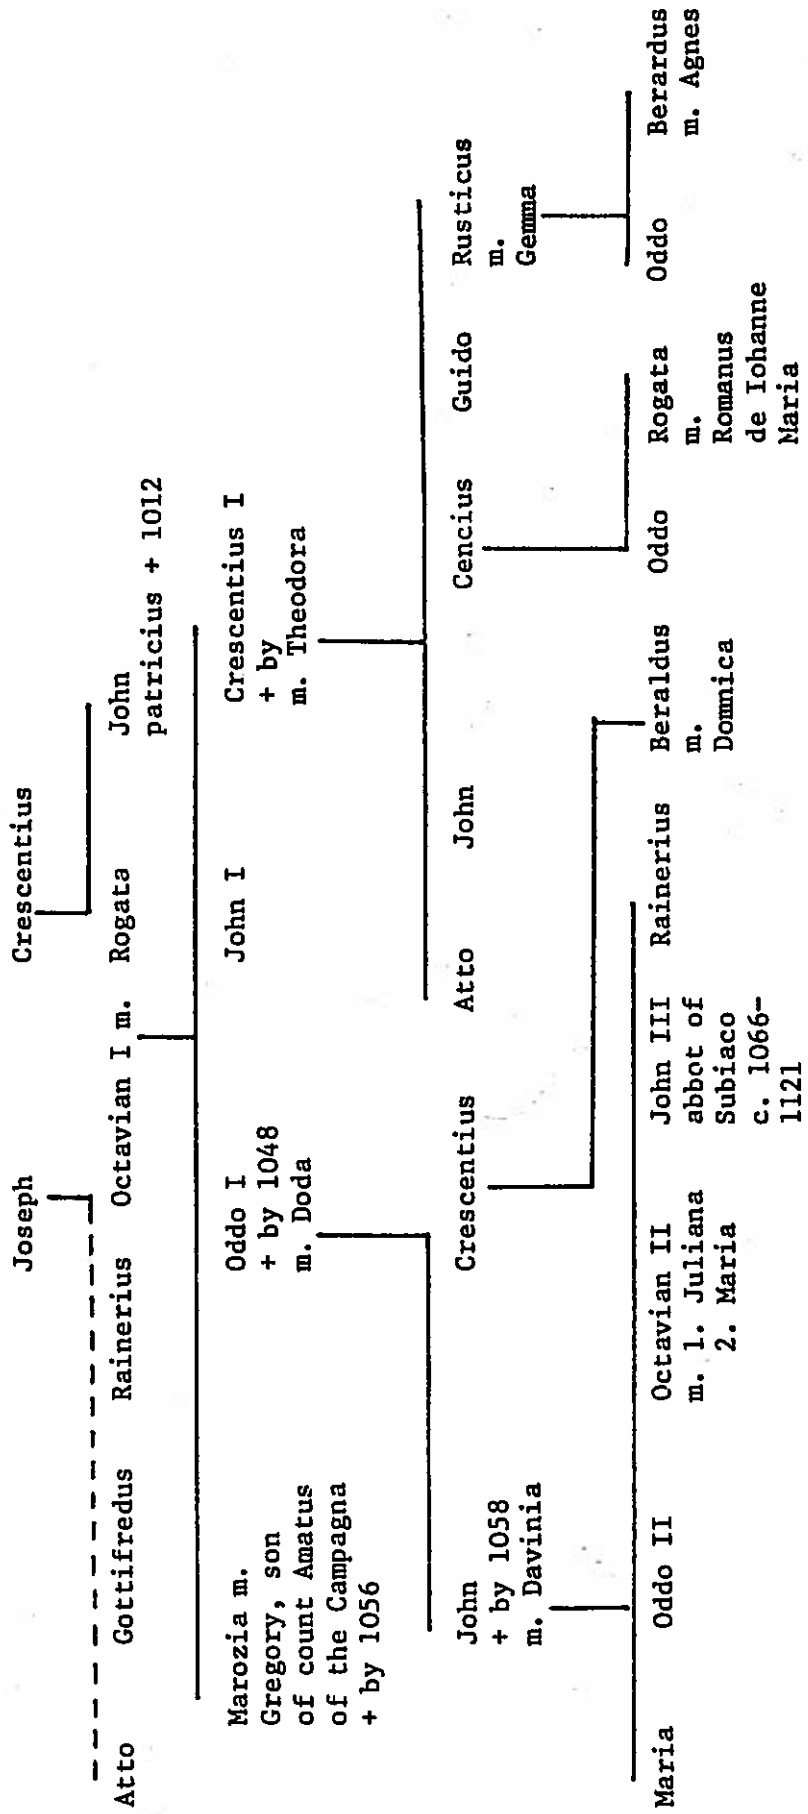 Joseph
Crescentius
Atto
Gottifredus
Rainerius
Octavian I m. Rogata
John
patricius + 1012
Marozia m.
Gregory, son
of count Amatus
of the Campagna
+ by 1056
Oddo I
+ by 1048
m. Doda
John I
Crescentius I
+ by
m. Theodora
John
+ by 1058
m. Davinia
Crescentius
Atto
John
Cencius
Guido
Rusticus
m.
Gemma
Maria
Oddo II
Octavian II
m. 1. Juliana
2. Maria
John III
abbot of
Subiaco
c. 1066-
1121
Rainerius
Beraldus
m.
Domnica
Oddo
Rogata
m.
Romanus
de Iohanne
Maria
Oddo
Berardus
m. Agnes